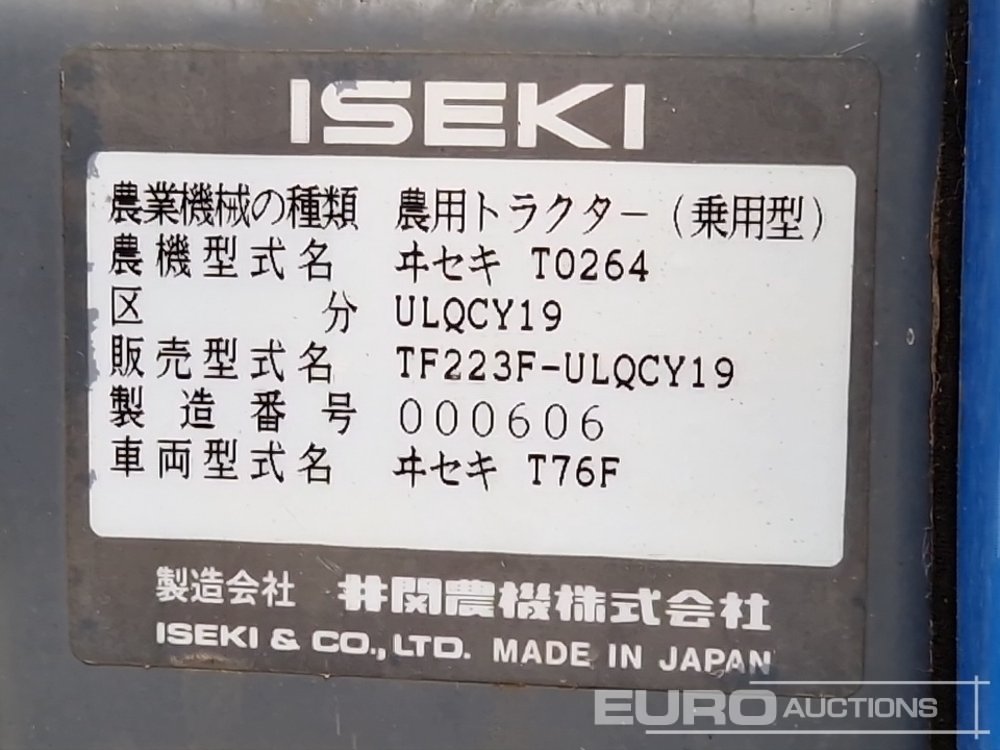 ISEKI
農業機械の種類 農用トラクター(乗用型)
農機型式名 ヰセキ T0264
区分 ULQCY19
販売型式名 TF223F-ULQCY19
製造番号 000606
車両型式名 ヰセキ T76F
製造会社 井関農機株式会社
ISEKI & CO., LTD. MADE IN JAPAN
EURO AUCTIONS